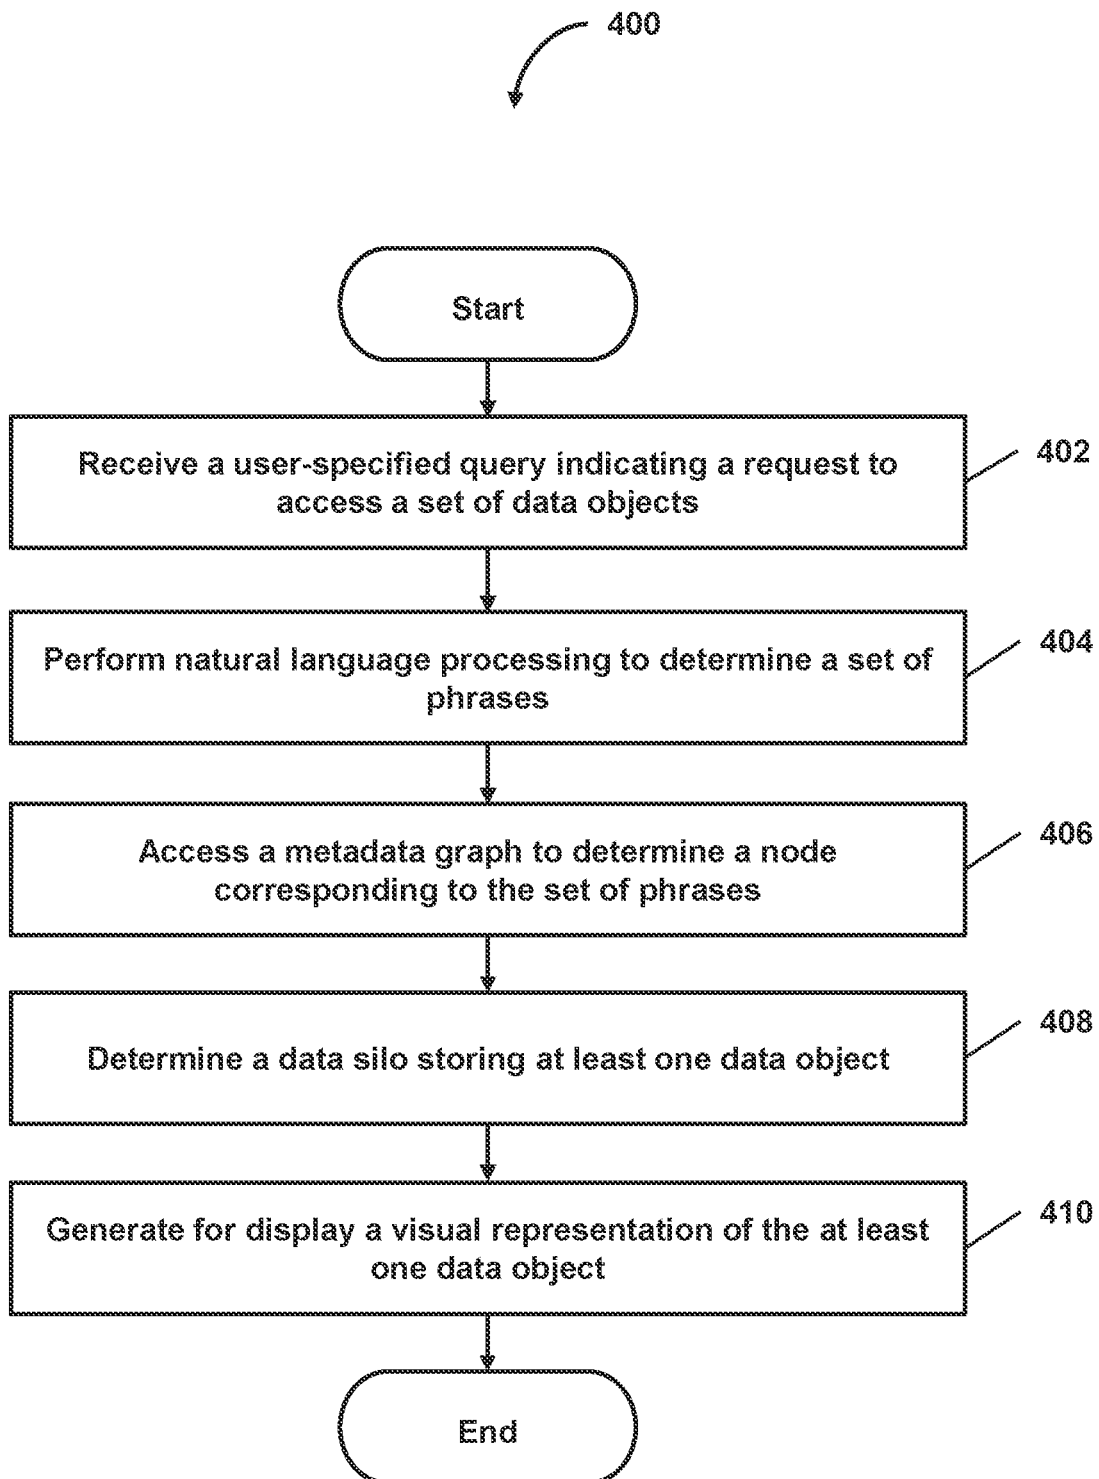 400
Start
Receive a user-specified query indicating a request to
access a set of data objects
402
Perform natural language processing to determine a set of
phrases
404
Access a metadata graph to determine a node
corresponding to the set of phrases
406
Determine a data silo storing at least one data object
408
Generate for display a visual representation of the at least
one data object
410
End